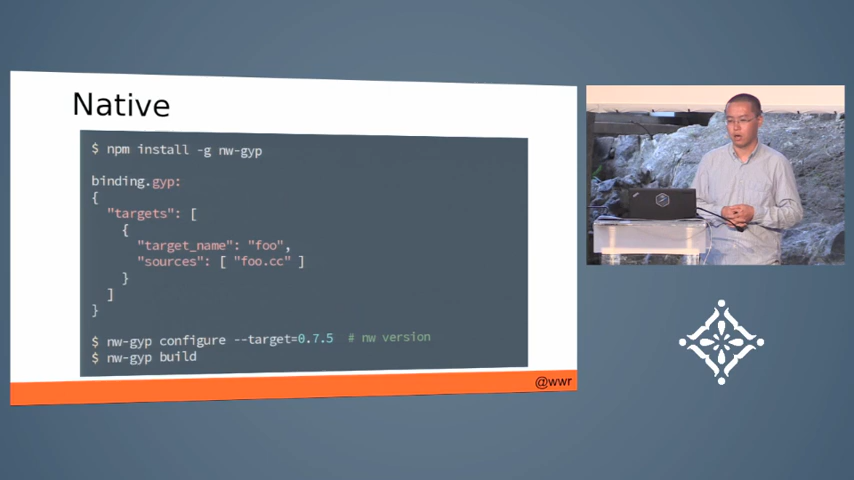 Native
$ npm install -g nw-gyp
binding.gyp:
{
"targets": [
{
"target_name": "foo",
"sources": [ "foo.cc" ]
}
]
}
$ nw-gyp configure --target=0.7.5 # nw version
$ nw-gyp build
@wwr